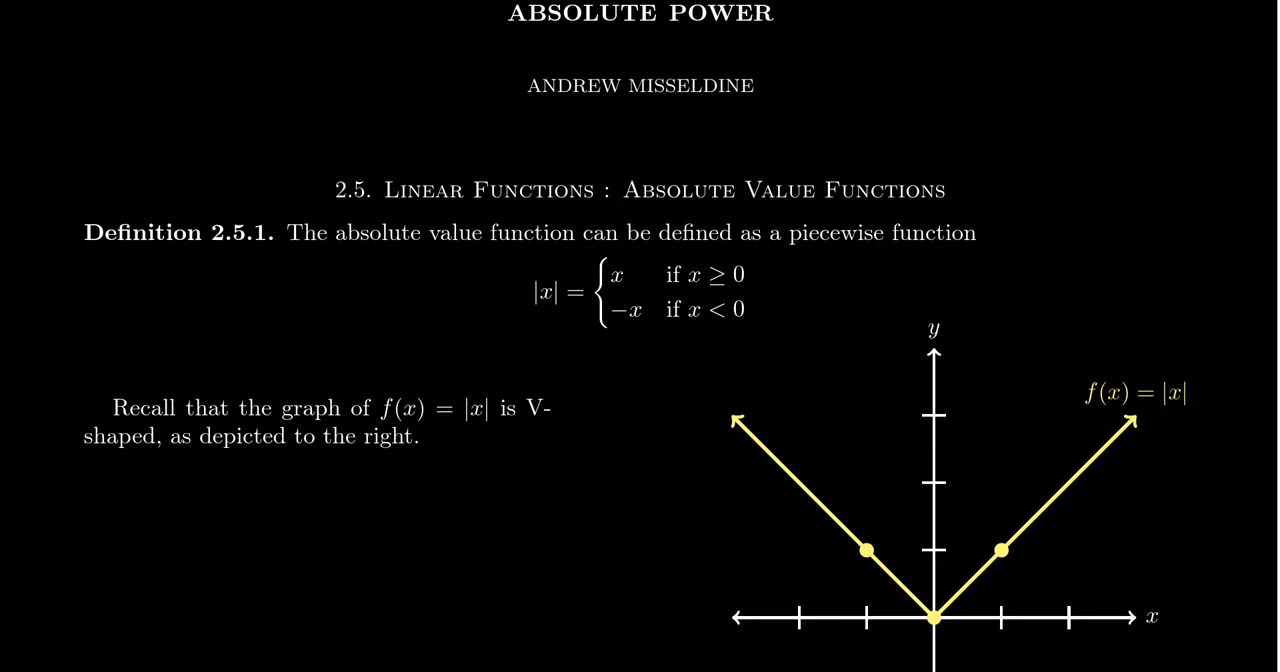 ABSOLUTE POWER
ANDREW MISSELDINE
2.5. Linear Functions : Absolute Value Functions
Definition 2.5.1. The absolute value function can be defined as a piecewise function
|x| = { x if x ≥ 0
−x if x < 0
y
f(x) = |x|
Recall that the graph of f(x) = |x| is V-
shaped, as depicted to the right.
x